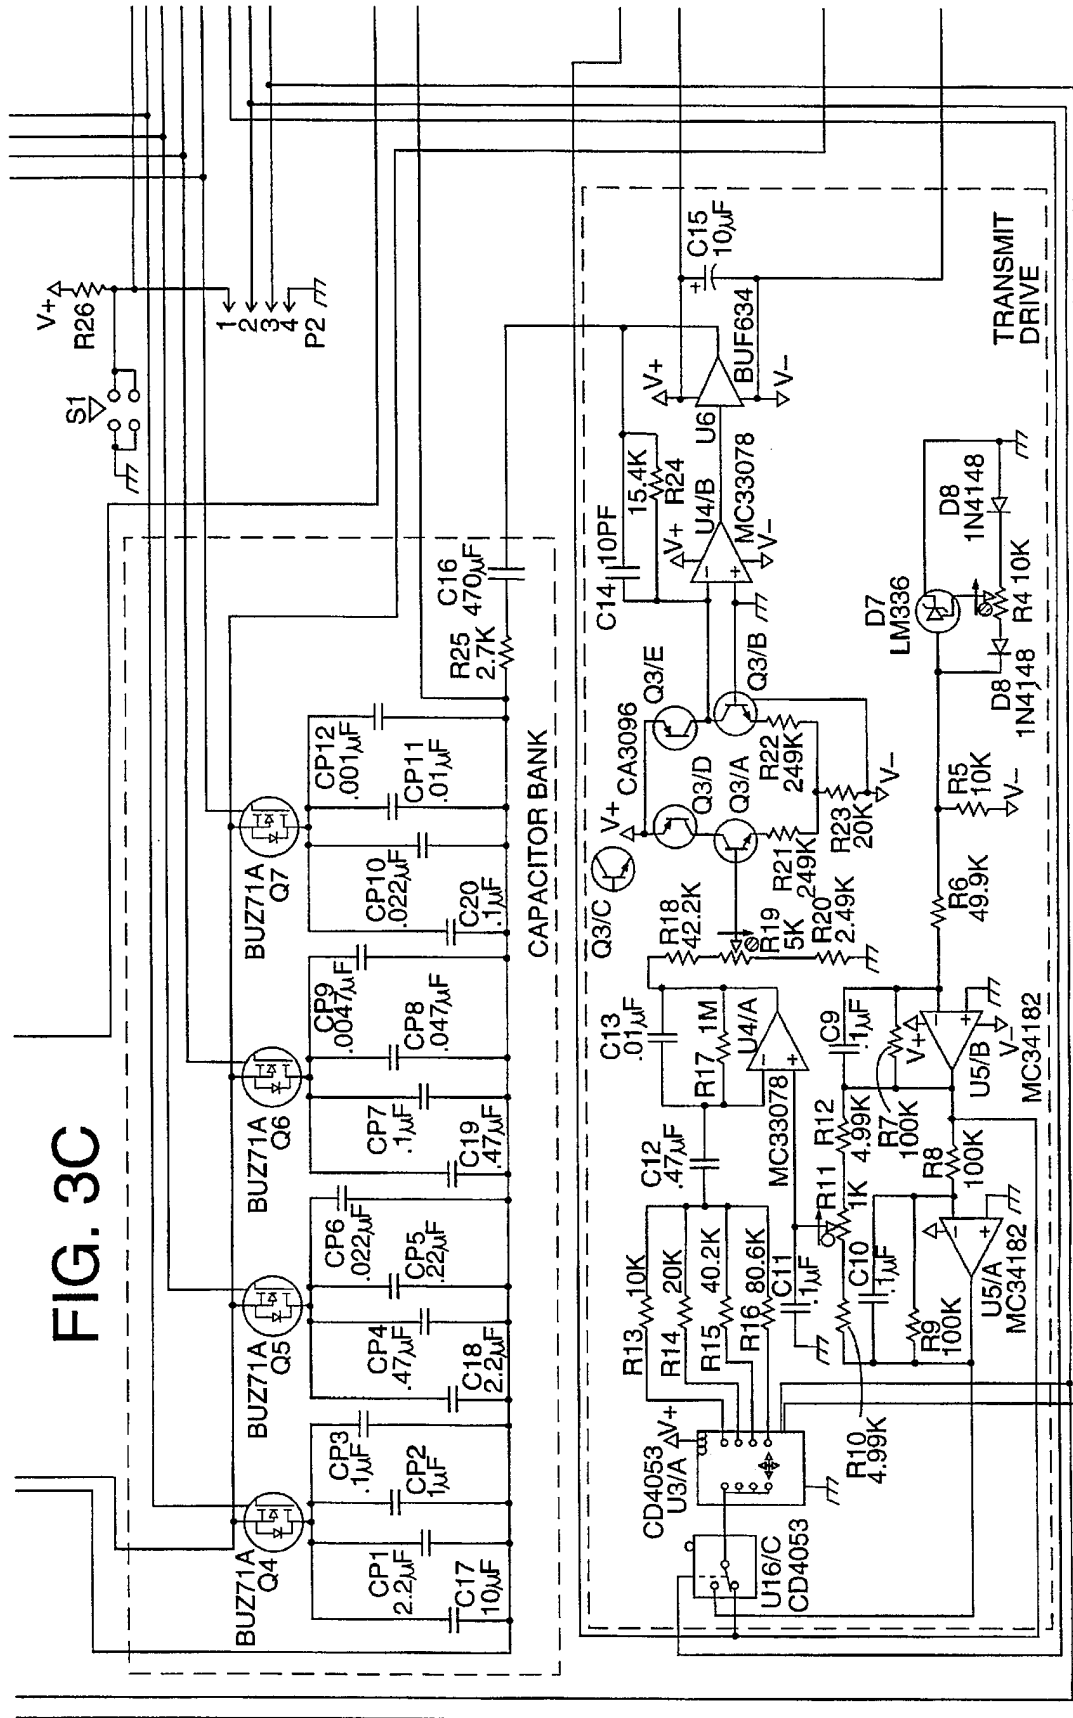 FIG. 3C
V+
R26
S1
1
2
3
4
P2
BUZ71A
Q4
BUZ71A
Q5
BUZ71A
Q6
BUZ71A
Q7
CP1
2.2µF
C17
10µF
CP2
1µF
CP3
.1µF
CP4
.47µF
C18
2.2µF
CP5
.22µF
CP6
.022µF
CP7
.1µF
C19
.47µF
CP8
.047µF
CP9
.0047µF
CP10
.022µF
C20
.1µF
CP11
.01µF
CP12
.001µF
R25
2.7K
C16
470µF
CAPACITOR BANK
U16/C
CD4053
CD4053
U3/A
V+
R13
10K
R14
20K
R15
40.2K
R16
80.6K
C12
.47µF
C13
.01µF
R17
1M
U4/A
MC33078
C11
.1µF
R18
42.2K
R19
5K
R20
2.49K
Q3/C
V+
CA3096
Q3/D
Q3/E
Q3/A
Q3/B
R21
249K
R22
249K
R23
20K
V-
C14
10PF
15.4K
R24
V+
U4/B
MC33078
V-
V+
U6
BUF634
V-
C15
+
10µF
TRANSMIT
DRIVE
R10
4.99K
R11
1K
R12
4.99K
C9
.1µF
R7
100K
V+
U5/B
V-
MC34182
C10
.1µF
R8
100K
R9
100K
U5/A
MC34182
R6
49.9K
R5
10K
V-
D7
LM336
D8
1N4148
R4
10K
D8
1N4148